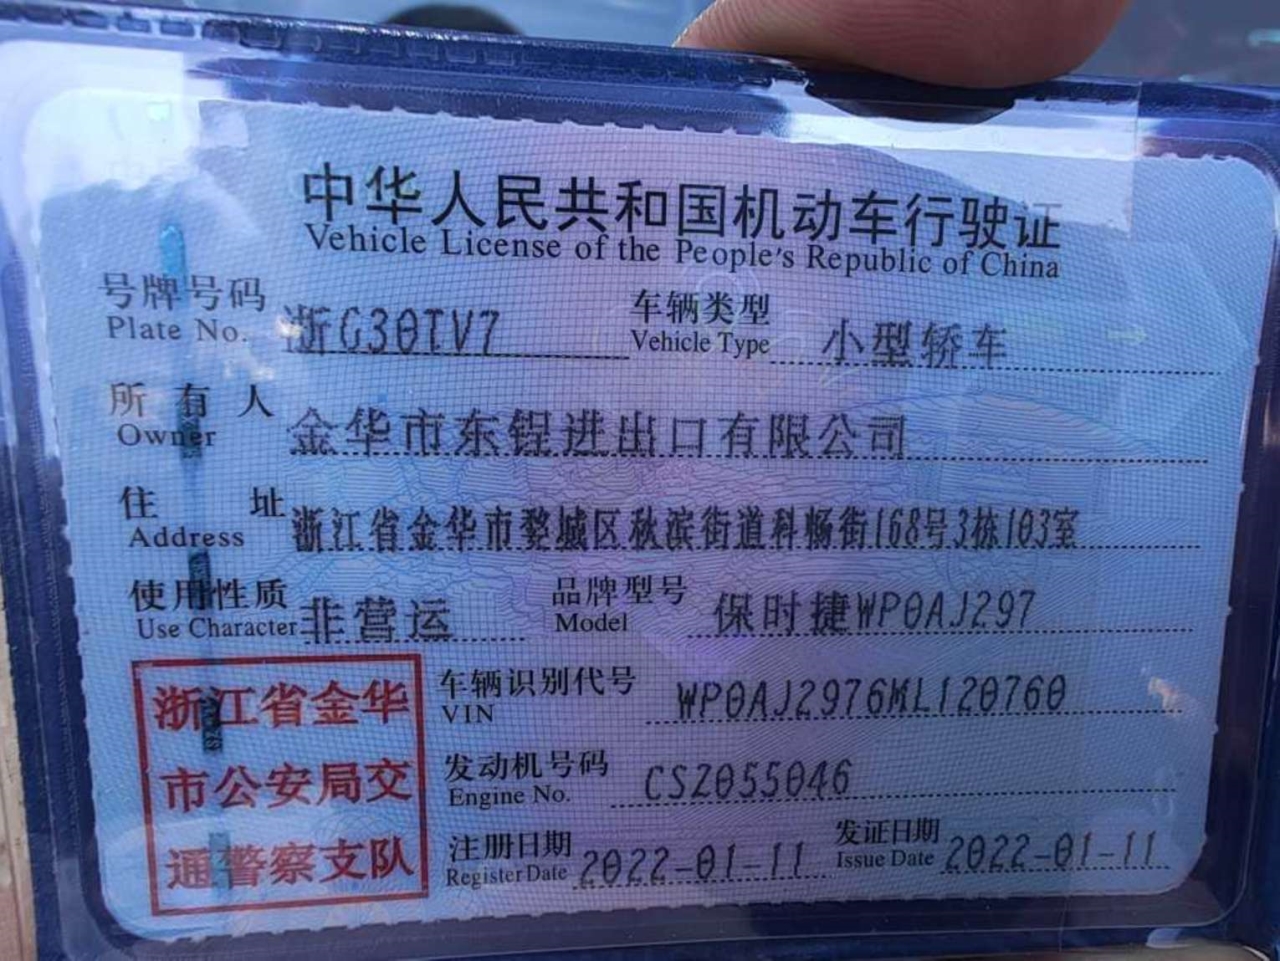 中华人民共和国机动车行驶证
Vehicle License of the People's Republic of China
号牌号码 浙G30TV7 车辆类型 小型轿车
Plate No. Vehicle Type
所有人 金华市东锃进出口有限公司
Owner
住址 浙江省金华市婺城区秋滨街道科畅街168号3栋103室
Address
使用性质 非营运 品牌型号 保时捷WP0AJ297
Use Character Model
浙江省金华
市公安局交
通警察支队
车辆识别代号 WP0AJ2976ML120760
VIN
发动机号码 CSZ055046
Engine No.
注册日期 2022-01-11 发证日期 2022-01-11
Register Date Issue Date